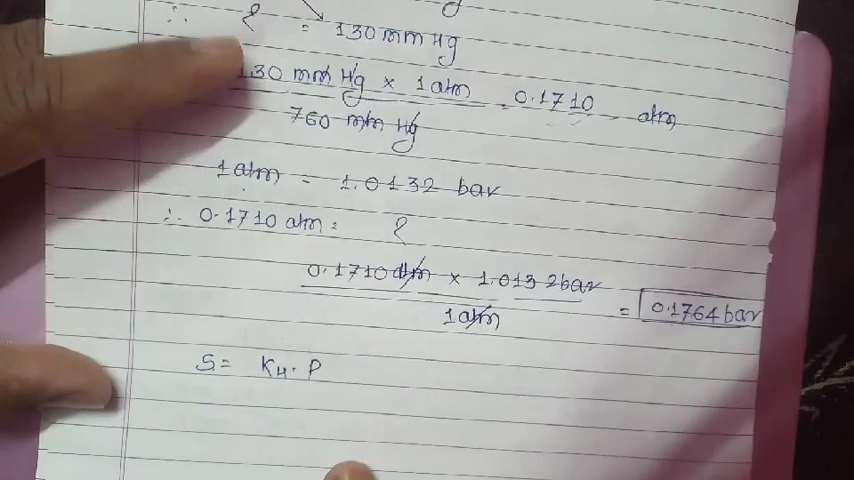 ∴ ? = 130 mm Hg
130 mm Hg × 1 atm = 0.1710 atm
760 mm Hg
1 atm = 1.0132 bar
∴ 0.1710 atm = ?
0.1710 atm × 1.0132 bar = 0.1764 bar
1 atm
S = KH. P